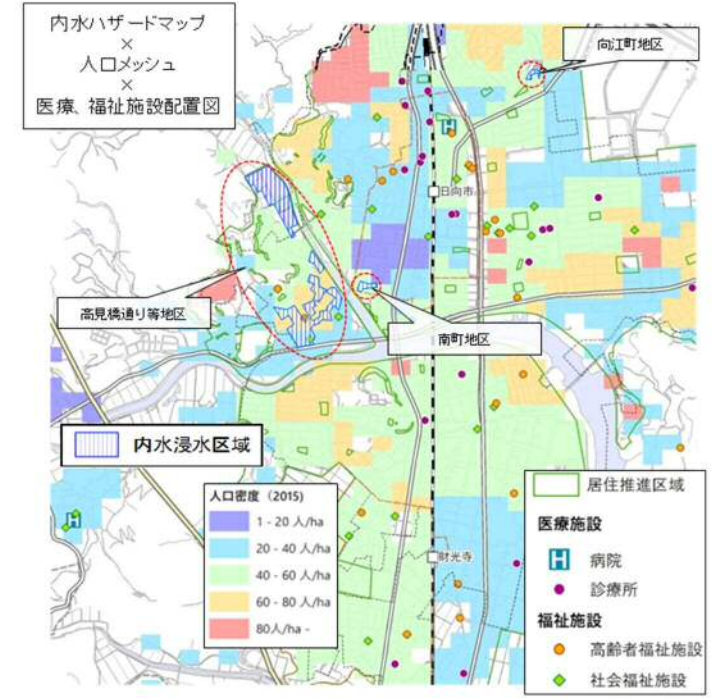 内水ハザードマップ
×
人口メッシュ
×
医療、福祉施設配置図
向江町地区
日向市
高見橋通り等地区
南町地区
内水浸水区域
人口密度（2015）
1 - 20 人/ha
20 - 40 人/ha
40 - 60 人/ha
60 - 80 人/ha
80人/ha -
財光寺
居住推進区域
医療施設
H 病院
診療所
福祉施設
高齢者福祉施設
社会福祉施設
H
H